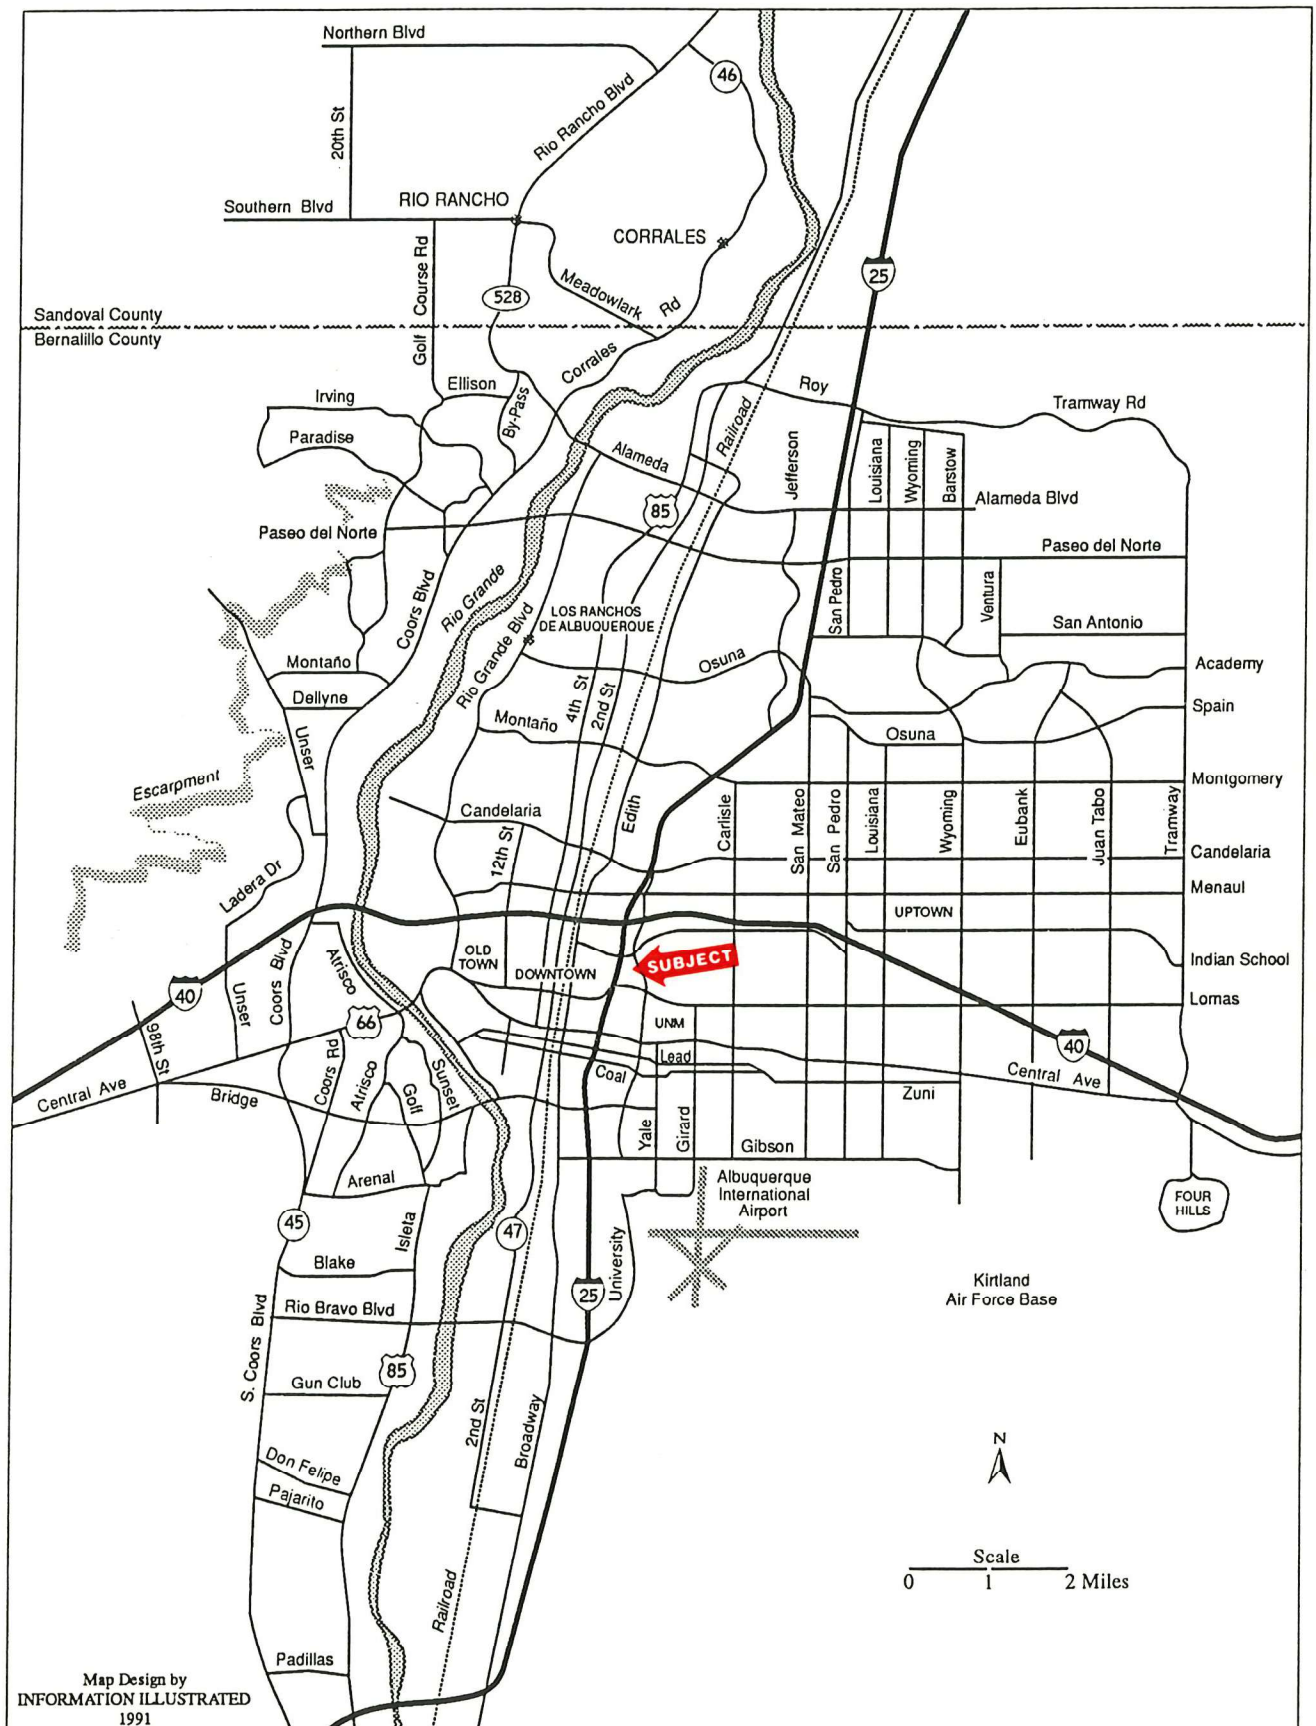 Northern Blvd
46
20th St
Rio Rancho Blvd
Southern Blvd
RIO RANCHO
CORRALES
Golf Course Rd
25
528
Meadowlark
Rd
Sandoval County
Bernalillo County
Corrales
Roy
Ellison
By-Pass
Irving
Tramway Rd
Paradise
Railroad
Jefferson
Louisiana
Wyoming
Barstow
Alameda
Alameda Blvd
85
Paseo del Norte
Paseo del Norte
Coors Blvd
Rio Grande
San Pedro
Ventura
LOS RANCHOS
DE ALBUQUERQUE
San Antonio
Rio Grande Blvd
Osuna
Academy
Montaño
Dellyne
4th St
2nd St
Spain
Montaño
Osuna
Unser
Escarpment
Montgomery
Candelaria
Edith
Carlisle
San Mateo
San Pedro
Louisiana
Wyoming
Eubank
Juan Tabo
Tramway
12th St
Candelaria
Ladera Dr
Menaul
UPTOWN
OLD
TOWN
DOWNTOWN
SUBJECT
Indian School
Atrisco
Coors Blvd
Unser
40
Lomas
66
UNM
98th St
40
Lead
Coal
Central Ave
Central Ave
Bridge
Coors Rd
Atrisco
Golf
Sunset
Zuni
Yale
Girard
Gibson
Arenal
Albuquerque
International
Airport
FOUR
HILLS
45
47
Isleta
University
Blake
25
Kirtland
Air Force Base
Rio Bravo Blvd
S. Coors Blvd
85
Gun Club
2nd St
Broadway
N
Don Felipe
Pajarito
Scale
0 1 2 Miles
Railroad
Padillas
Map Design by
INFORMATION ILLUSTRATED
1991